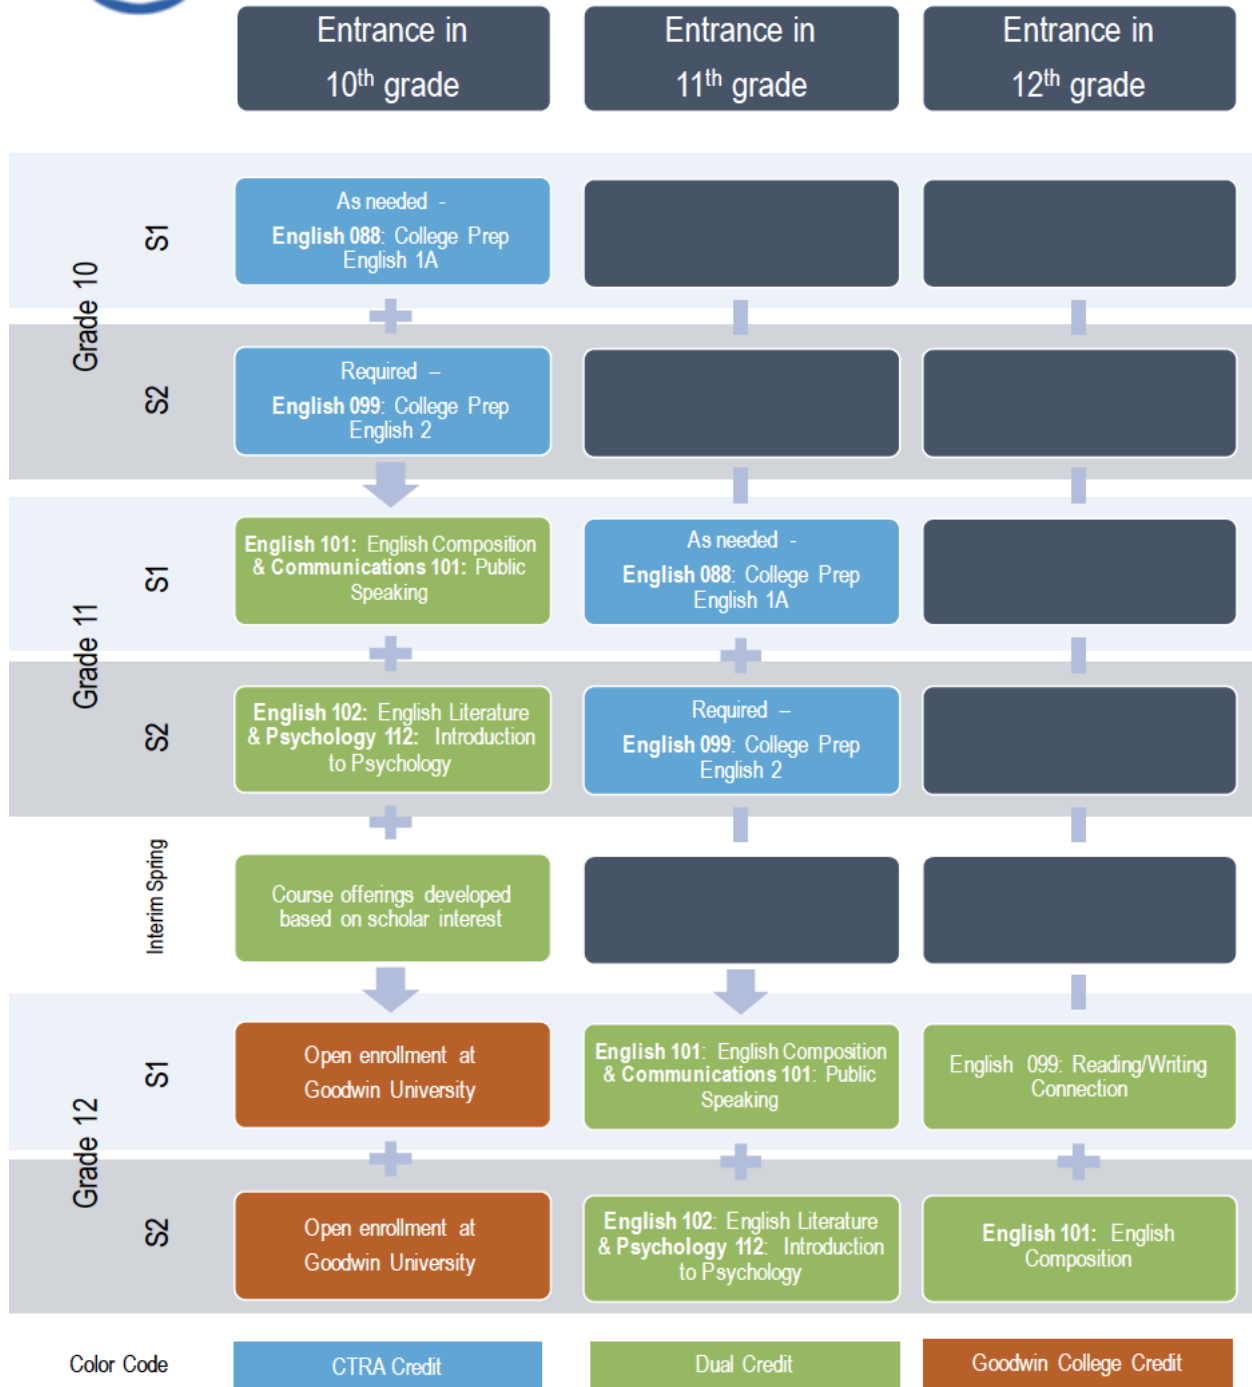 Entrance in
10th grade
Entrance in
11th grade
Entrance in
12th grade
Grade 10
S1
As needed -
English 088: College Prep
English 1A
S2
Required –
English 099: College Prep
English 2
Grade 11
S1
English 101: English Composition
& Communications 101: Public
Speaking
As needed -
English 088: College Prep
English 1A
S2
English 102: English Literature
& Psychology 112: Introduction
to Psychology
Required –
English 099: College Prep
English 2
Interim Spring
Course offerings developed
based on scholar interest
Grade 12
S1
Open enrollment at
Goodwin University
English 101: English Composition
& Communications 101: Public
Speaking
English 099: Reading/Writing
Connection
S2
Open enrollment at
Goodwin University
English 102: English Literature
& Psychology 112: Introduction
to Psychology
English 101: English
Composition
Color Code
CTRA Credit
Dual Credit
Goodwin College Credit